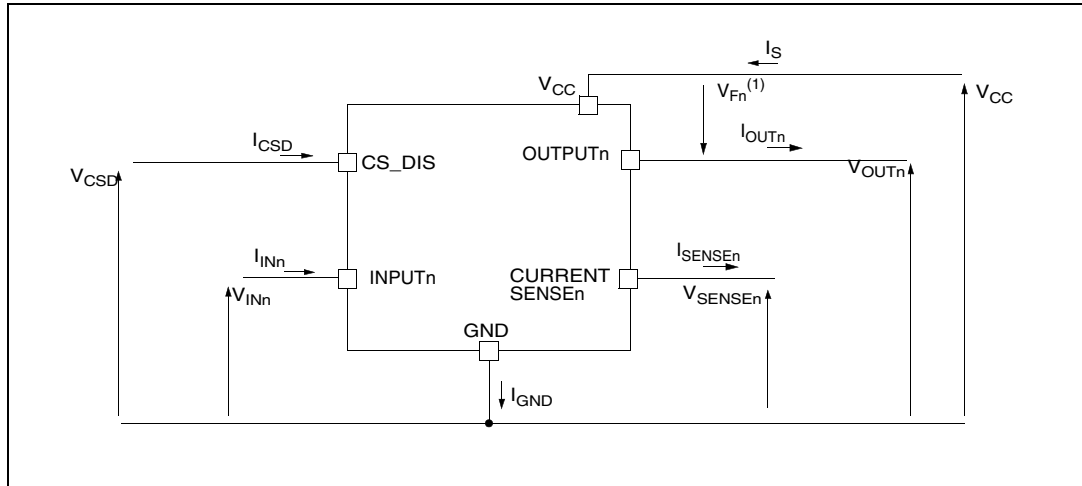 I_S
V_CC
V_Fn^(1)
V_CC
I_CSD
I_OUTn
OUTPUTn
CS_DIS
V_CSD
V_OUTn
I_INn
I_SENSEn
INPUTn
CURRENT
SENSEn
V_INn
V_SENSEn
GND
I_GND